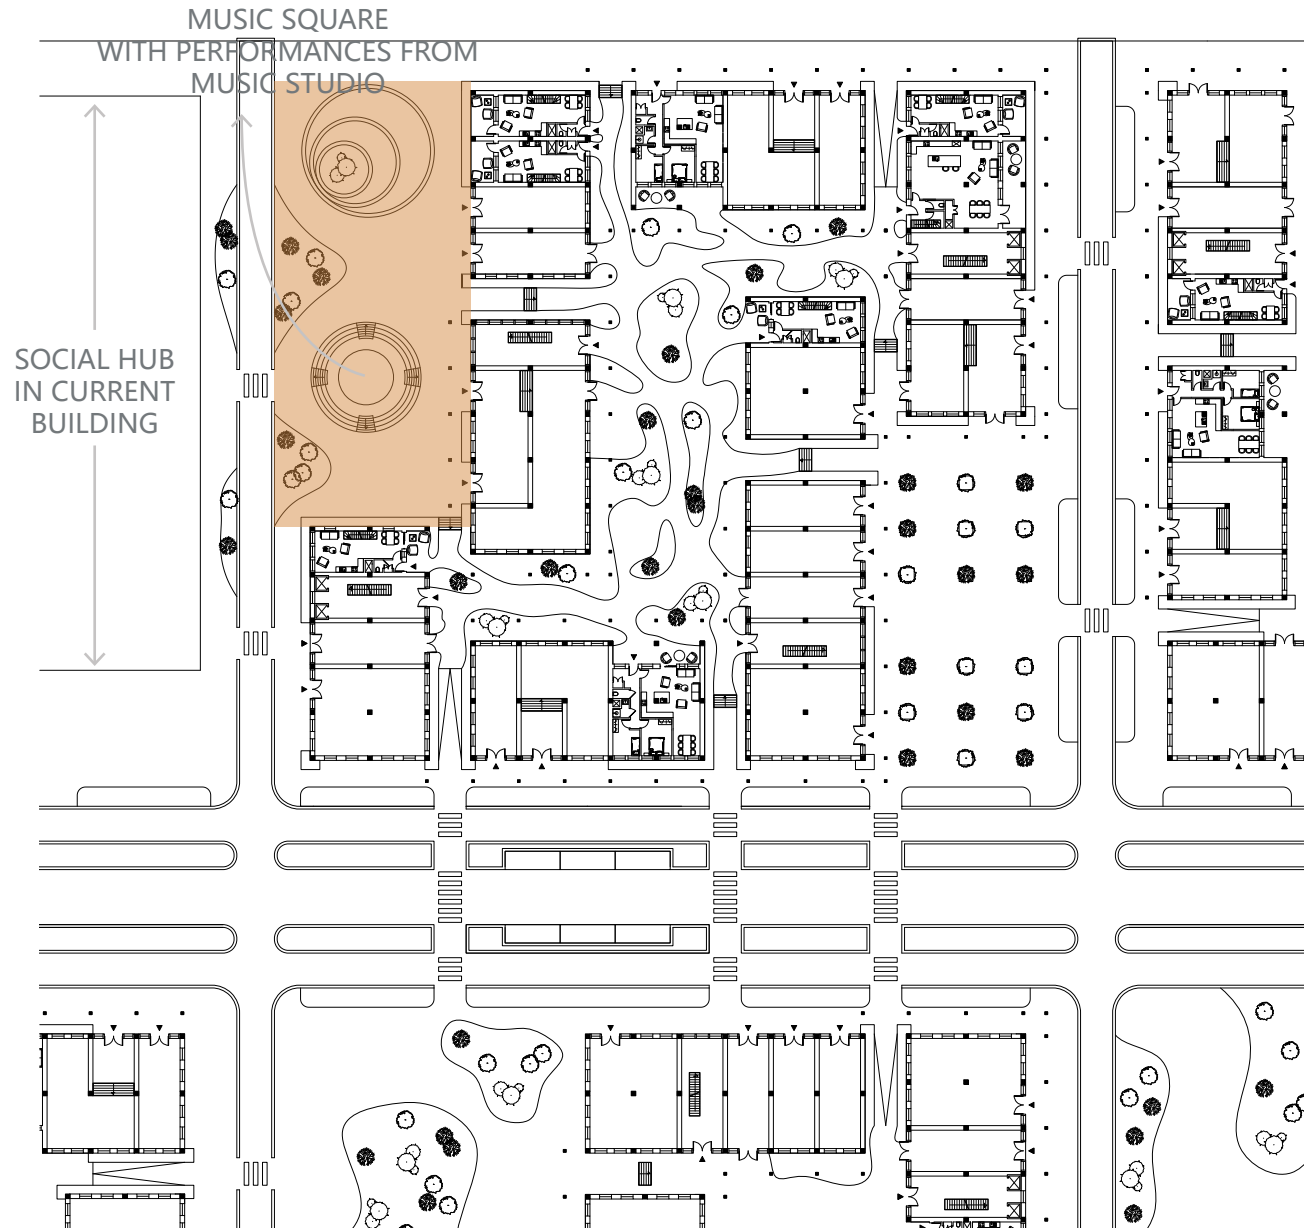 MUSIC SQUARE
WITH PERFORMANCES FROM
MUSIC STUDIO
SOCIAL HUB
IN CURRENT
BUILDING